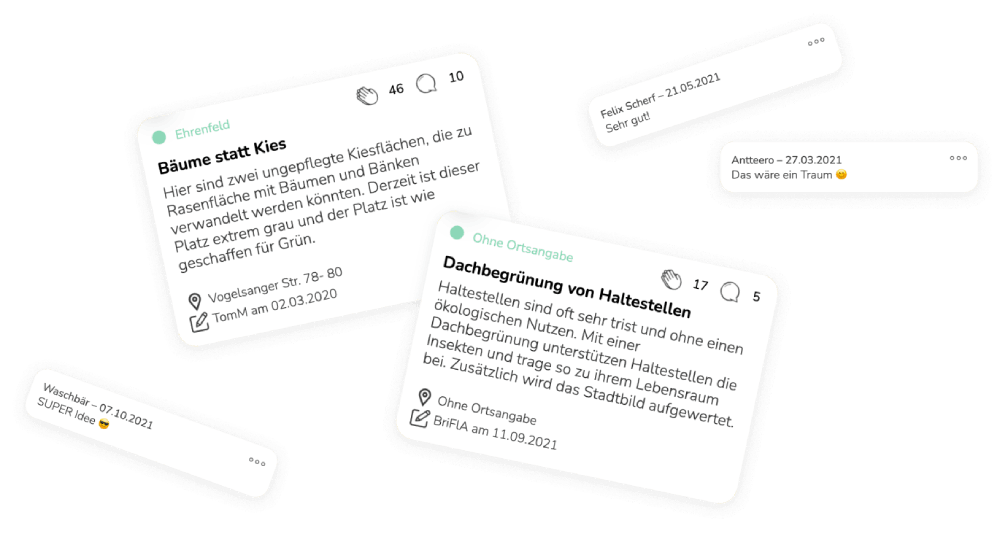 46 10
Ehrenfeld
Bäume statt Kies
Hier sind zwei ungepflegte Kiesflächen, die zu
Rasenfläche mit Bäumen und Bänken
verwandelt werden könnten. Derzeit ist dieser
Platz extrem grau und der Platz ist wie
geschaffen für Grün.
Vogelsanger Str. 78- 80
TomM am 02.03.2020
Felix Scherf – 21.05.2021
Sehr gut!
Antteero – 27.03.2021
Das wäre ein Traum 😊
Ohne Ortsangabe
17 5
Dachbegrünung von Haltestellen
Haltestellen sind oft sehr trist und ohne einen
ökologischen Nutzen. Mit einer
Dachbegrünung unterstützen Haltestellen die
Insekten und trage so zu ihrem Lebensraum
bei. Zusätzlich wird das Stadtbild aufgewertet.
Ohne Ortsangabe
BriFlA am 11.09.2021
Waschbär – 07.10.2021
SUPER Idee 😎